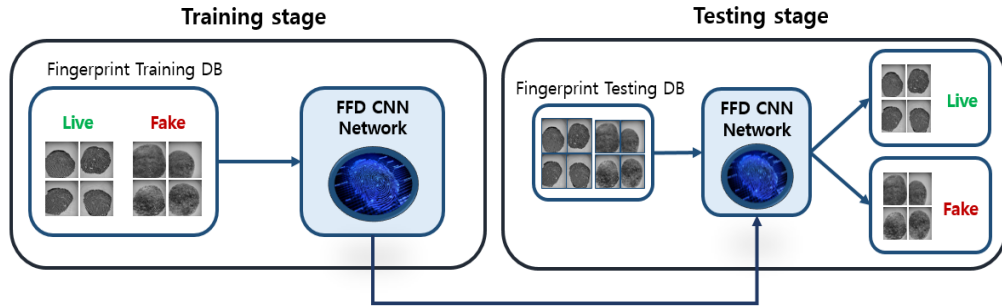 Training stage
Fingerprint Training DB
Live
Fake
FFD CNN
Network
Testing stage
Fingerprint Testing DB
FFD CNN
Network
Live
Fake